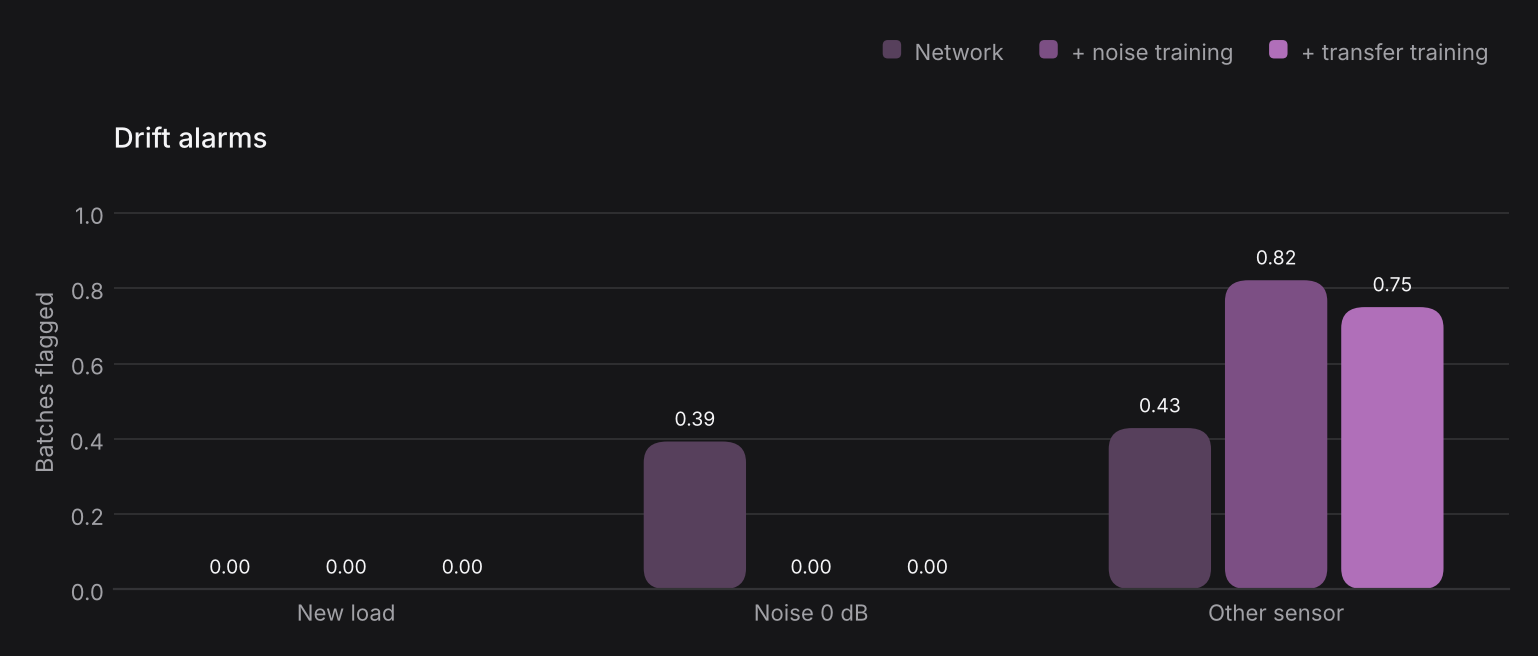 Network + noise training + transfer training
Drift alarms
Batches flagged
1.0
0.8
0.6
0.4
0.2
0.0
0.00 0.00 0.00
0.39 0.00 0.00
0.43 0.82 0.75
New load Noise 0 dB Other sensor